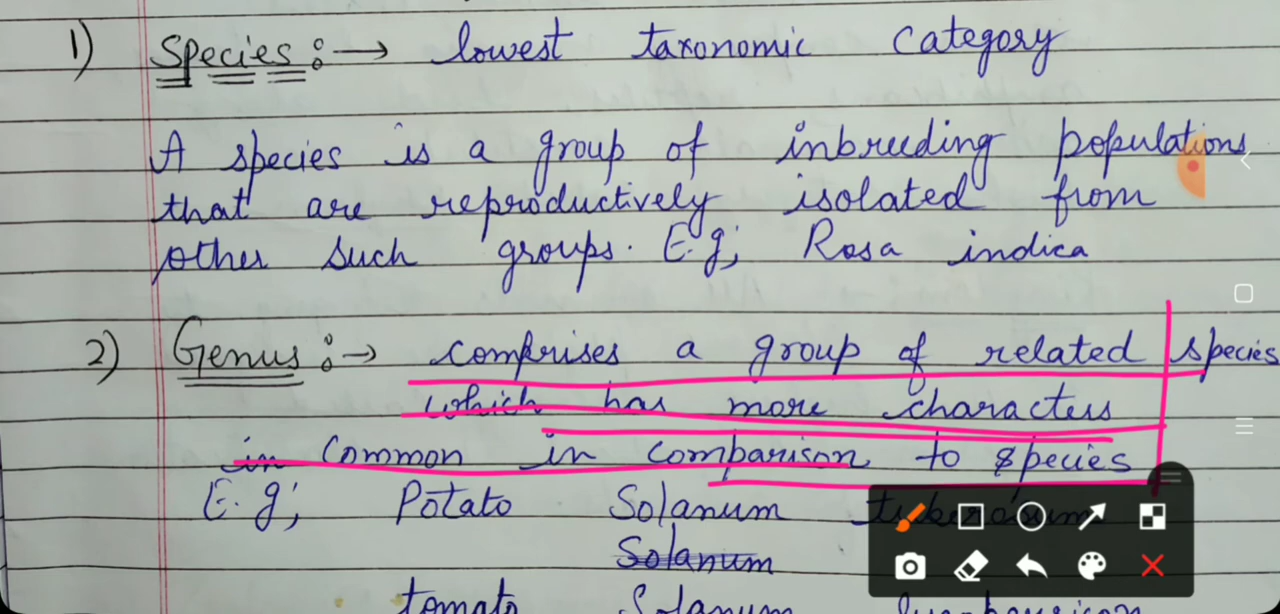 1) Species :→ lowest taxonomic category
A species is a group of inbreeding populations
that are reproductively isolated from
other such groups. E.g; Rosa indica
2) Genus :→ comprises a group of related species
which has more characters
in common in comparison to species
E.g; Potato Solanum tuberosum
Solanum
tomato Solanum